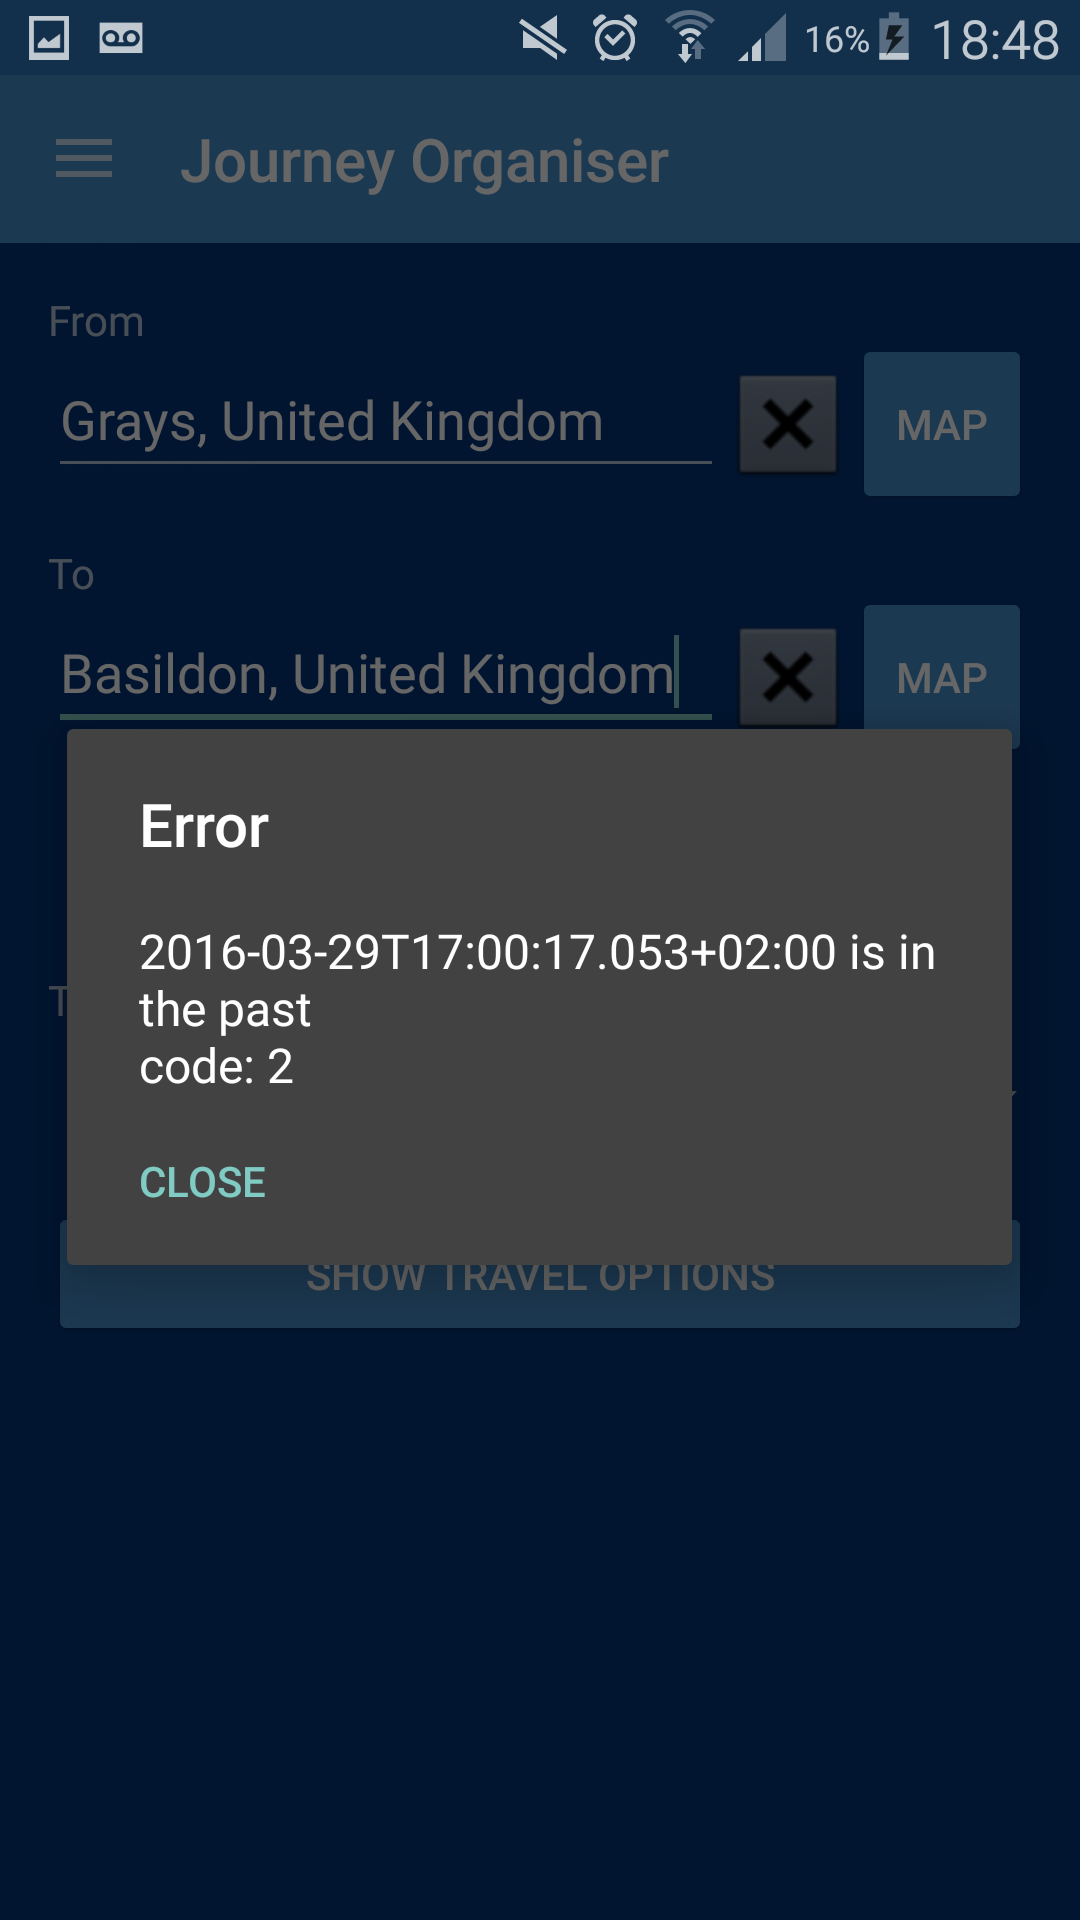 16% 18:48
Journey Organiser
From
Grays, United Kingdom
MAP
To
Basildon, United Kingdom
MAP
Error
2016-03-29T17:00:17.053+02:00 is in
the past
code: 2
CLOSE
SHOW TRAVEL OPTIONS